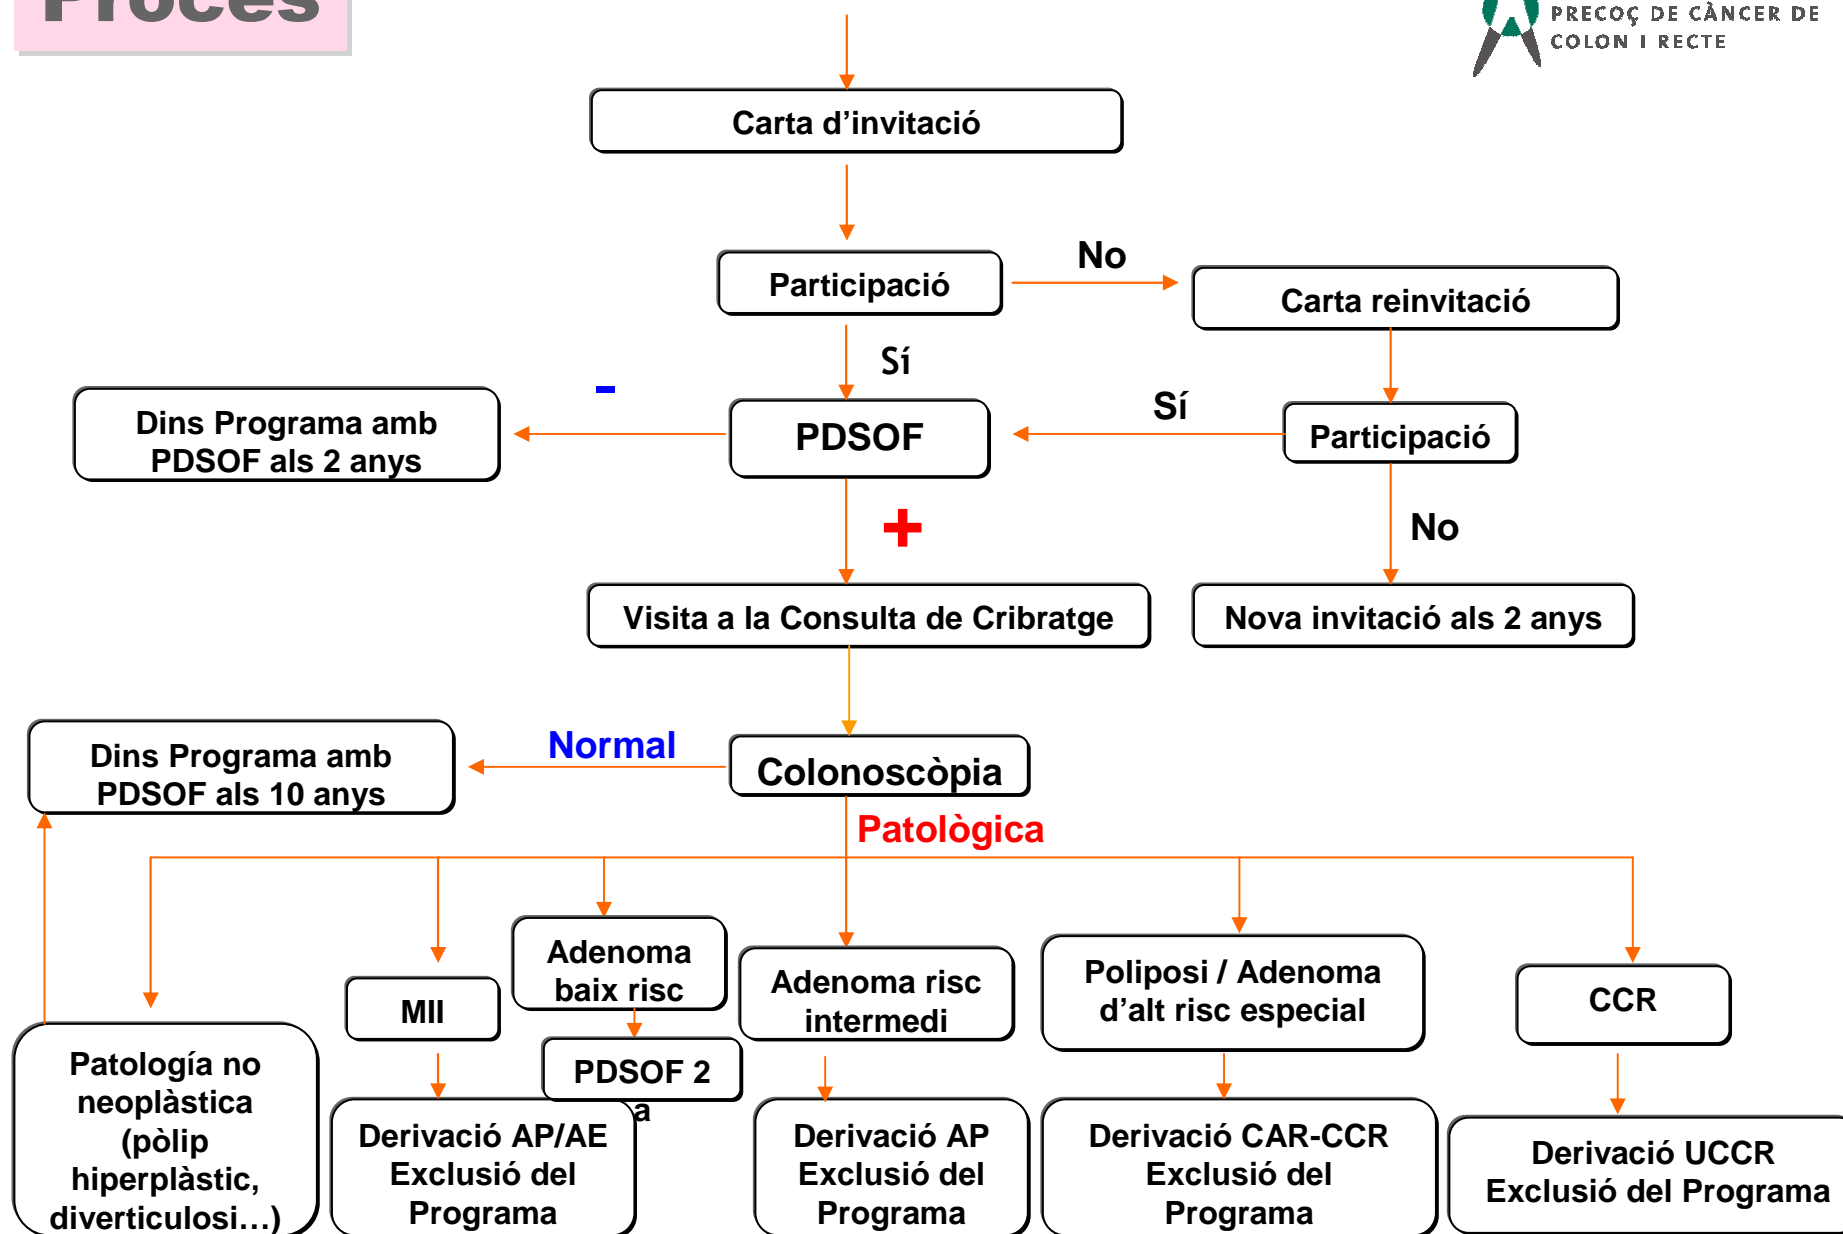 Procés
PRECOÇ DE CÀNCER DE
COLON I RECTE
Carta d’invitació
Participació
No
Carta reinvitació
Sí
-
Dins Programa amb
PDSOF als 2 anys
PDSOF
Sí
Participació
+
No
Visita a la Consulta de Cribratge
Nova invitació als 2 anys
Dins Programa amb
PDSOF als 10 anys
Normal
Colonoscòpia
Patològica
Patología no
neoplàstica
(pòlip
hiperplàstic,
diverticulosi…)
MII
Adenoma
baix risc
PDSOF 2
a
Adenoma risc
intermedi
Poliposi / Adenoma
d’alt risc especial
CCR
Derivació AP/AE
Exclusió del
Programa
Derivació AP
Exclusió del
Programa
Derivació CAR-CCR
Exclusió del
Programa
Derivació UCCR
Exclusió del Programa